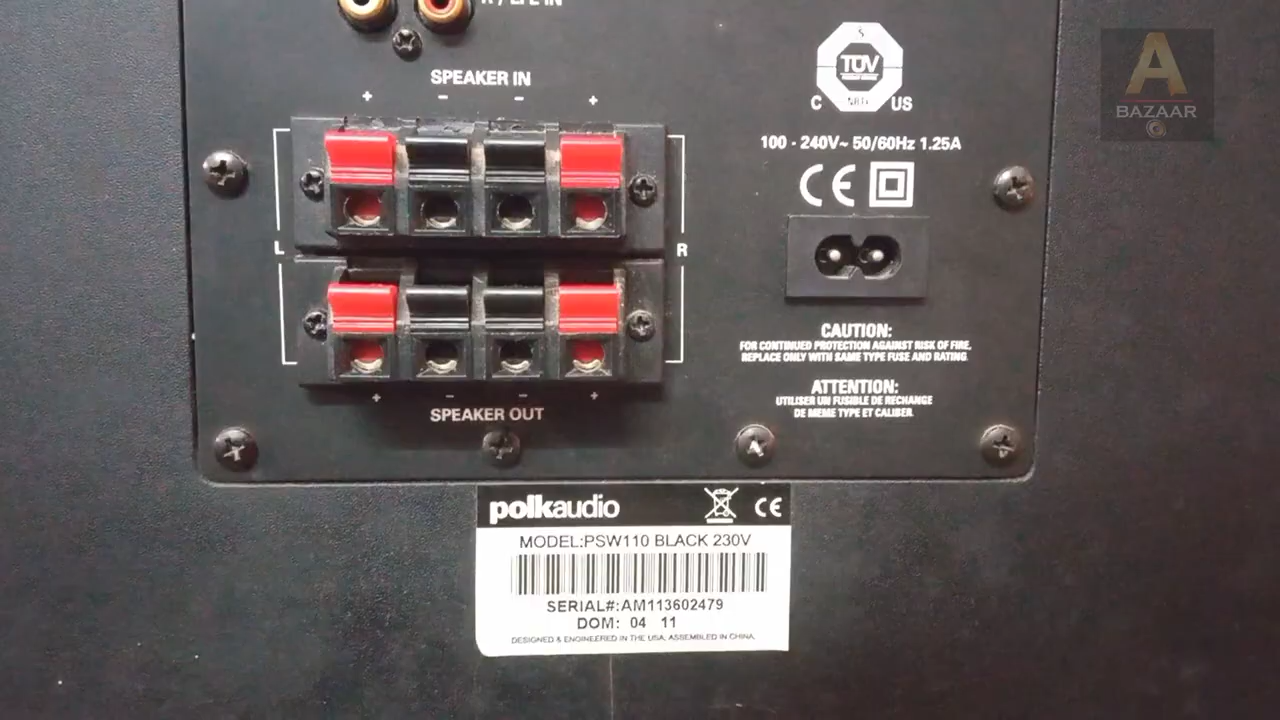 R / LFE IN
SPEAKER IN
+ − − +
L
R
+ − − +
SPEAKER OUT
TÜV
C US
100 - 240V~ 50/60Hz 1.25A
CE
CAUTION:
FOR CONTINUED PROTECTION AGAINST RISK OF FIRE,
REPLACE ONLY WITH SAME TYPE FUSE AND RATING.
ATTENTION:
UTILISER UN FUSIBLE DE RECHANGE
DE MEME TYPE ET CALIBER.
polkaudio CE
MODEL:PSW110 BLACK 230V
SERIAL#:AM113602479
DOM: 04 11
DESIGNED & ENGINEERED IN THE USA, ASSEMBLED IN CHINA.
A
BAZAAR